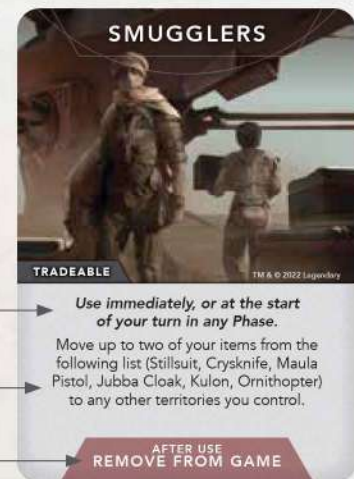 SMUGGLERS
TRADEABLE
TM & © 2022 Legendary
Use immediately, or at the start
of your turn in any Phase.
Move up to two of your items from the
following list (Stillsuit, Crysknife, Maula
Pistol, Jubba Cloak, Kulon, Ornithopter)
to any other territories you control.
AFTER USE
REMOVE FROM GAME